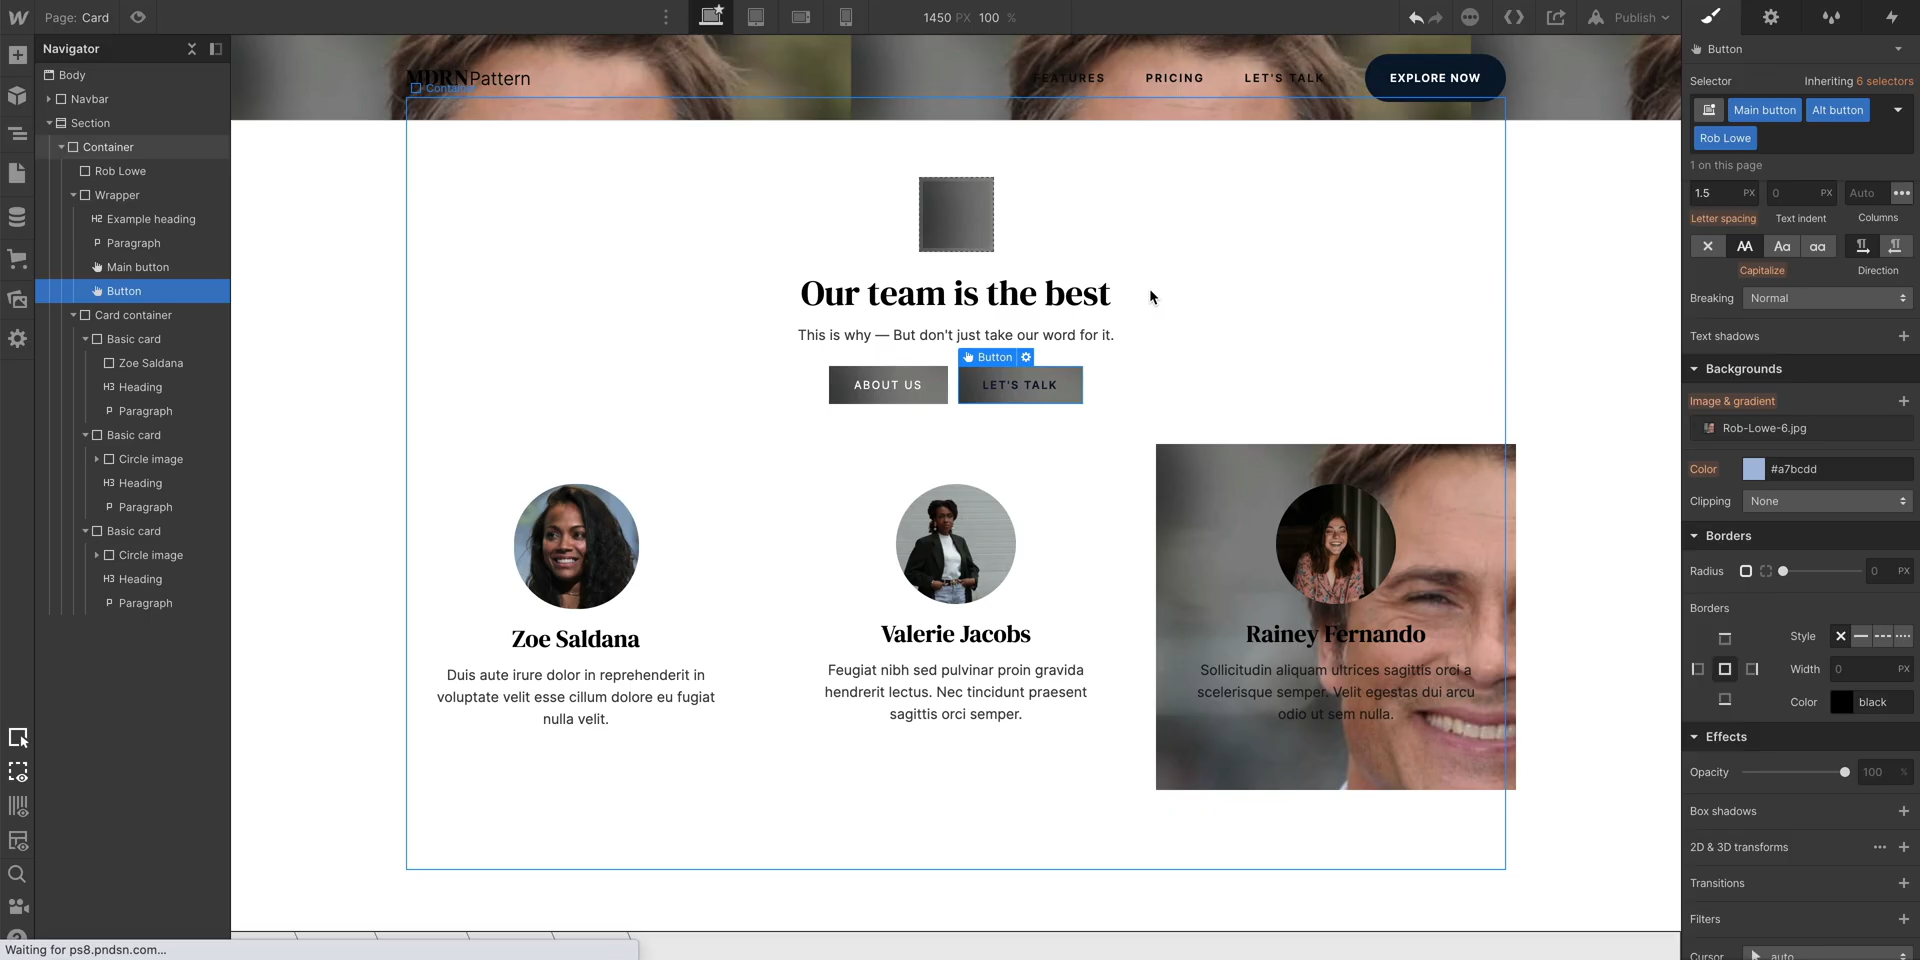 Page: Card
1450 PX 100 %
Publish
Navigator
Body
Navbar
Section
Container
Rob Lowe
Wrapper
H2 Example heading
P Paragraph
Main button
Button
Card container
Basic card
Zoe Saldana
H3 Heading
P Paragraph
Basic card
Circle image
H3 Heading
P Paragraph
Basic card
Circle image
H3 Heading
P Paragraph
Waiting for ps8.pndsn.com...
MDRNPattern
FEATURES
PRICING
LET'S TALK
EXPLORE NOW
Container
Our team is the best
This is why — But don't just take our word for it.
Button
ABOUT US
LET'S TALK
Zoe Saldana
Duis aute irure dolor in reprehenderit in
voluptate velit esse cillum dolore eu fugiat
nulla velit.
Valerie Jacobs
Feugiat nibh sed pulvinar proin gravida
hendrerit lectus. Nec tincidunt praesent
sagittis orci semper.
Rainey Fernando
Sollicitudin aliquam ultrices sagittis orci a
scelerisque semper. Velit egestas dui arcu
odio ut sem nulla.
Button
Selector Inheriting 6 selectors
Main button Alt button
Rob Lowe
1 on this page
1.5 PX 0 PX Auto
Letter spacing Text indent Columns
AA Aa aa
Capitalize Direction
Breaking Normal
Text shadows
Backgrounds
Image & gradient
Rob-Lowe-6.jpg
Color #a7bcdd
Clipping None
Borders
Radius 0 PX
Borders
Style
Width 0 PX
Color black
Effects
Opacity 100 %
Box shadows
2D & 3D transforms
Transitions
Filters
Cursor auto